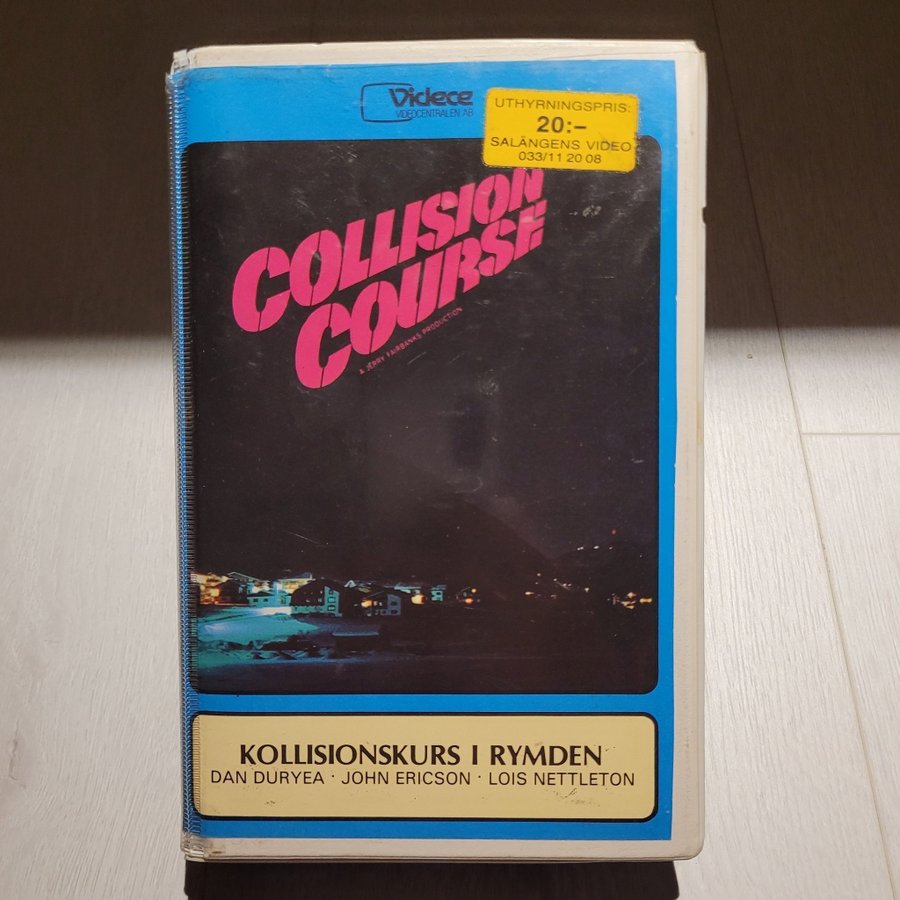 Videce
VIDEOCENTRALEN AB
UTHYRNINGSPRIS:
20:-
SALÄNGENS VIDEO
033/11 20 08
COLLISION
COURSE
A JERRY FAIRBANKS PRODUCTION
KOLLISIONSKURS I RYMDEN
DAN DURYEA · JOHN ERICSON · LOIS NETTLETON